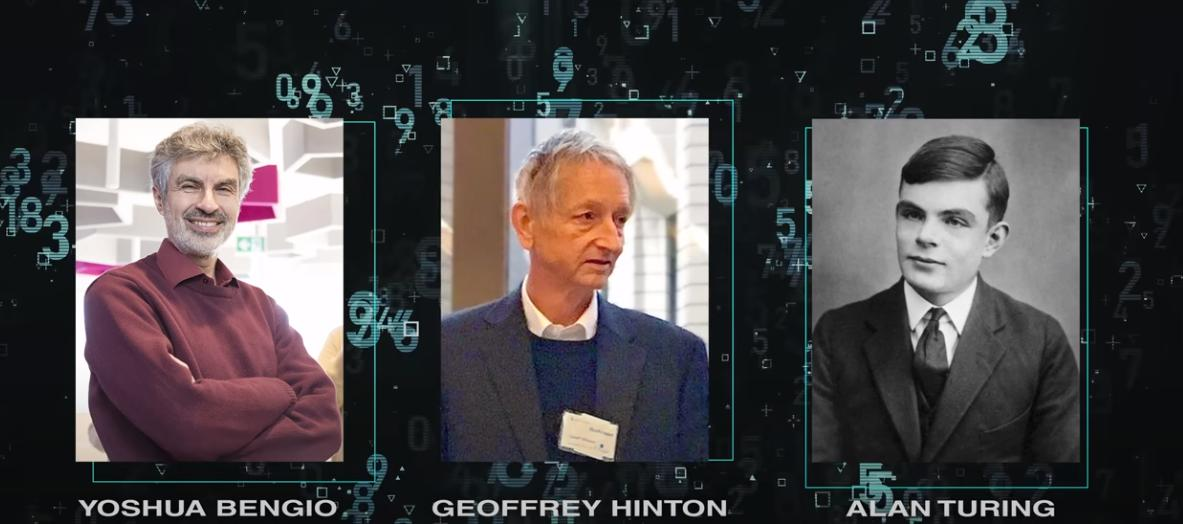 YOSHUA BENGIO
GEOFFREY HINTON
ALAN TURING